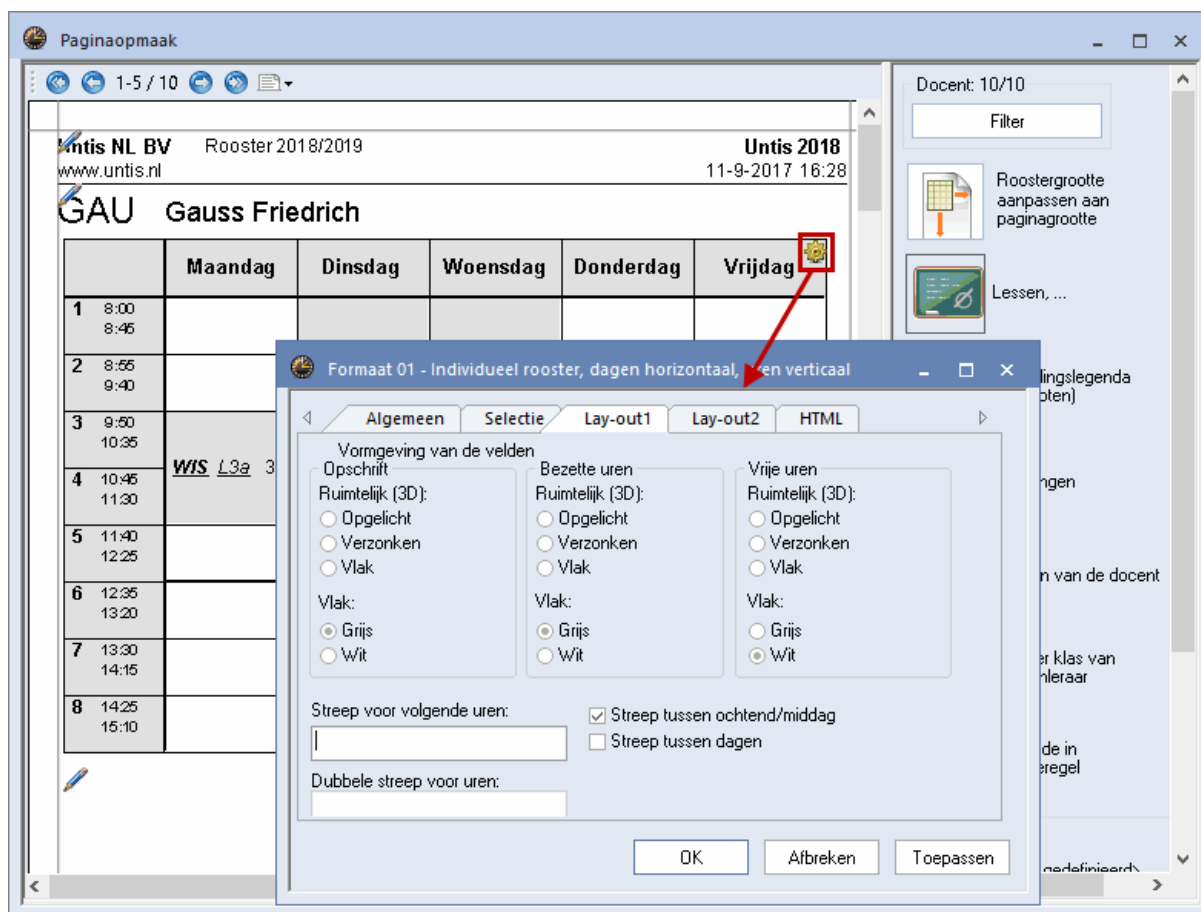 Paginaopmaak
1-5 / 10
Untis NL BV Rooster 2018/2019 Untis 2018
www.untis.nl 11-9-2017 16:28
GAU Gauss Friedrich
Maandag Dinsdag Woensdag Donderdag Vrijdag
1 8:00
8:45
2 8:55
9:40
3 9:50
10:35
WIS L3a 3
4 10:45
11:30
5 11:40
12:25
6 12:35
13:20
7 13:30
14:15
8 14:25
15:10
Docent: 10/10
Filter
Roostergrootte
aanpassen aan
paginagrootte
Lessen, ...
lingslegenda
oten)
ngen
n van de docent
er klas van
nleraar
de in
eregel
gedefinieerd>
Formaat 01 - Individueel rooster, dagen horizontaal, uren verticaal
Algemeen Selectie Lay-out1 Lay-out2 HTML
Vormgeving van de velden
Opschrift
Ruimtelijk (3D):
Opgelicht
Verzonken
Vlak
Vlak:
Grijs
Wit
Bezette uren
Ruimtelijk (3D):
Opgelicht
Verzonken
Vlak
Vlak:
Grijs
Wit
Vrije uren
Ruimtelijk (3D):
Opgelicht
Verzonken
Vlak
Vlak:
Grijs
Wit
Streep voor volgende uren:
Streep tussen ochtend/middag
Streep tussen dagen
Dubbele streep voor uren:
OK Afbreken Toepassen